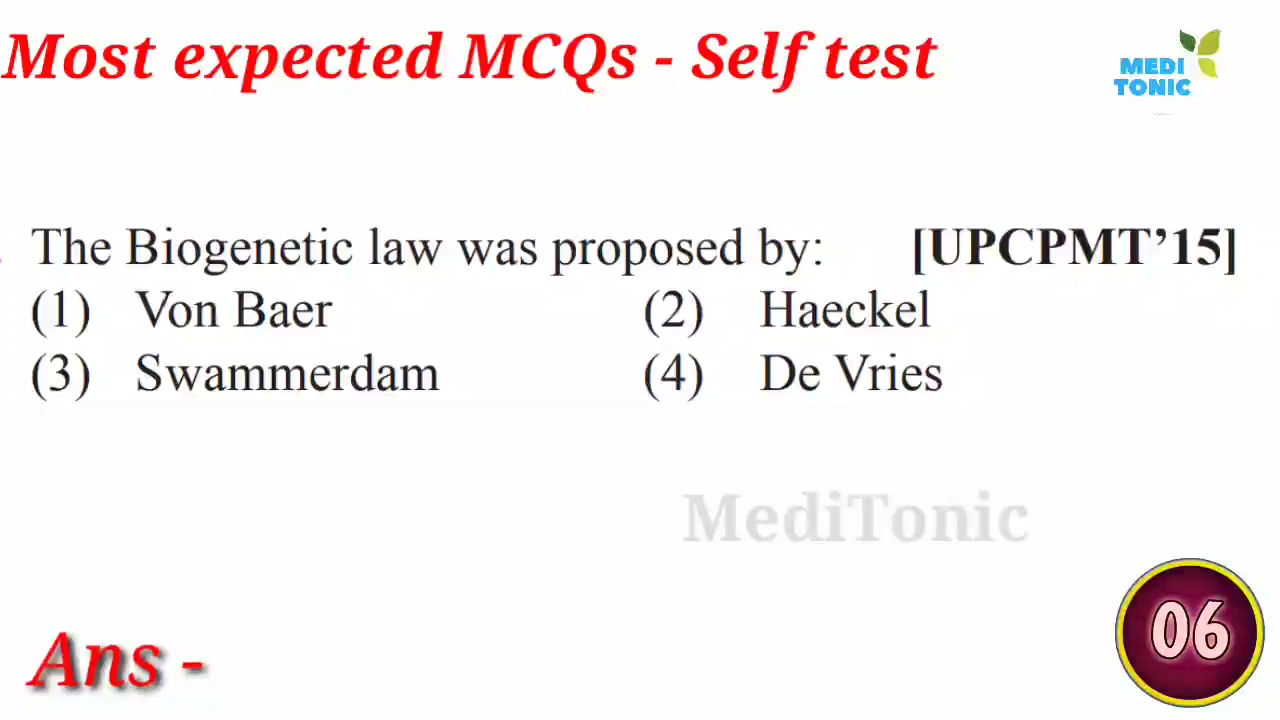 Most expected MCQs - Self test
MEDI
TONIC
The Biogenetic law was proposed by: [UPCPMT’15]
(1) Von Baer (2) Haeckel
(3) Swammerdam (4) De Vries
MediTonic
06
Ans -